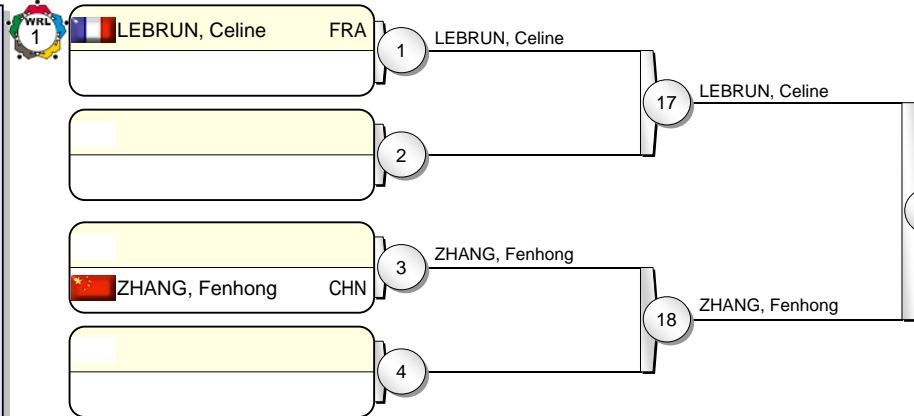 WRL
1
LEBRUN, Celine FRA
1
LEBRUN, Celine
17
LEBRUN, Celine
2
3
ZHANG, Fenhong
ZHANG, Fenhong CHN
18
ZHANG, Fenhong
4